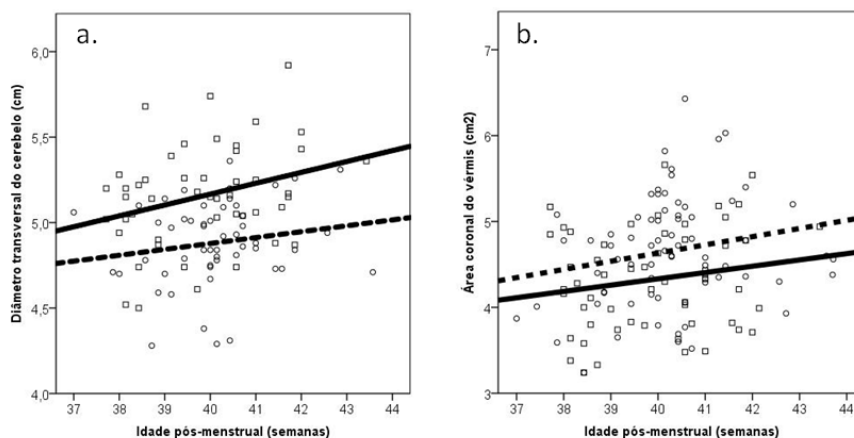 a.
Diâmetro transversal do cerebelo (cm)
6,0
5,5
5,0
4,5
4,0
37 38 39 40 41 42 43 44
Idade pós-menstrual (semanas)
b.
Área coronal do vérmis (cm2)
7
6
5
4
3
37 38 39 40 41 42 43 44
Idade pós-menstrual (semanas)